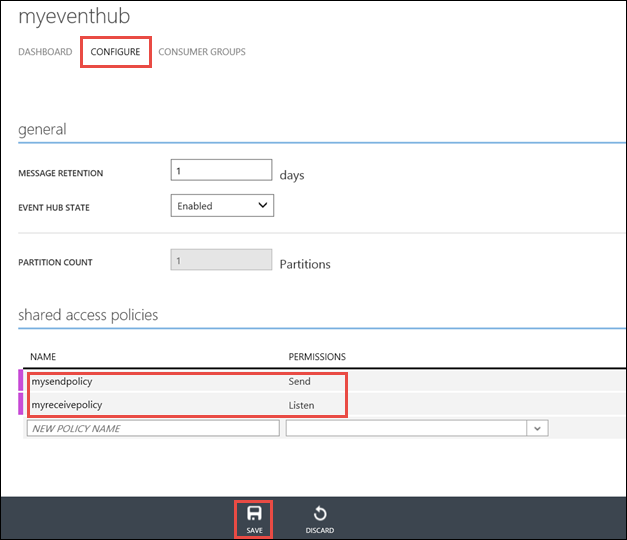 myeventhub
DASHBOARD CONFIGURE CONSUMER GROUPS
general
MESSAGE RETENTION 1 days
EVENT HUB STATE Enabled
PARTITION COUNT 1 Partitions
shared access policies
NAME PERMISSIONS
mysendpolicy Send
myreceivepolicy Listen
NEW POLICY NAME
SAVE DISCARD